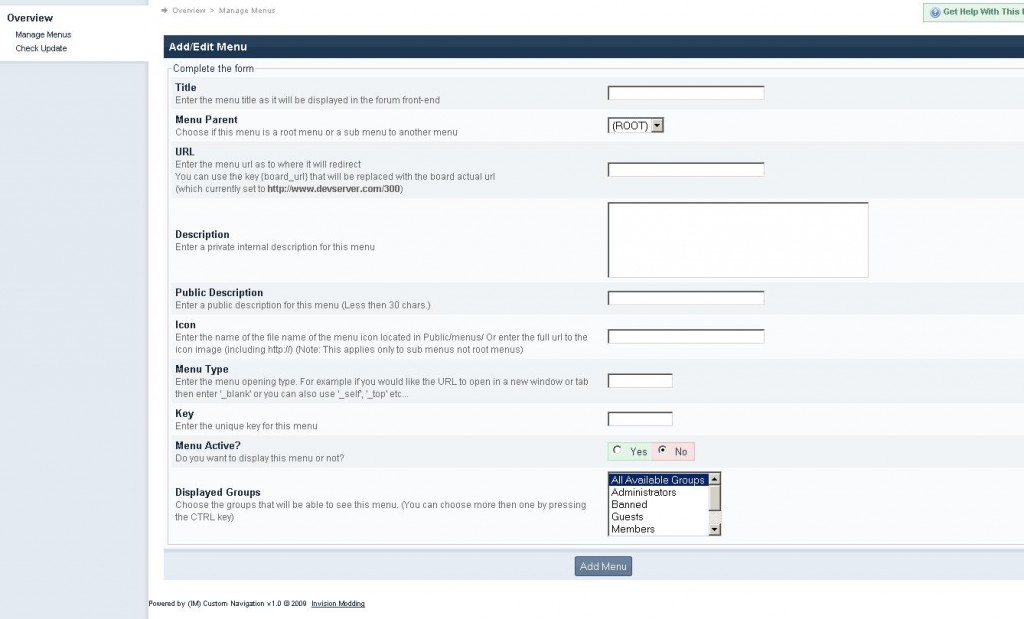 Overview
Manage Menus
Check Update
Overview > Manage Menus
Get Help With This
Add/Edit Menu
Complete the form
Title
Enter the menu title as it will be displayed in the forum front-end
Menu Parent
Choose if this menu is a root menu or a sub menu to another menu
(ROOT)
URL
Enter the menu url as to where it will redirect
You can use the key {board_url} that will be replaced with the board actual url
(which currently set to http://www.devserver.com/300)
Description
Enter a private internal description for this menu
Public Description
Enter a public description for this menu (Less then 30 chars.)
Icon
Enter the name of the file name of the menu icon located in Public/menus/ Or enter the full url to the
icon image (including http://) (Note: This applies only to sub menus not root menus)
Menu Type
Enter the menu opening type. For example if you would like the URL to open in a new window or tab
then enter '_blank' or you can also use '_self', '_top' etc...
Key
Enter the unique key for this menu
Menu Active?
Do you want to display this menu or not?
Yes No
Displayed Groups
Choose the groups that will be able to see this menu. (You can choose more then one by pressing
the CTRL key)
All Available Groups
Administrators
Banned
Guests
Members
Add Menu
Powered by (IM) Custom Navigation v1.0 © 2009 Invision Modding